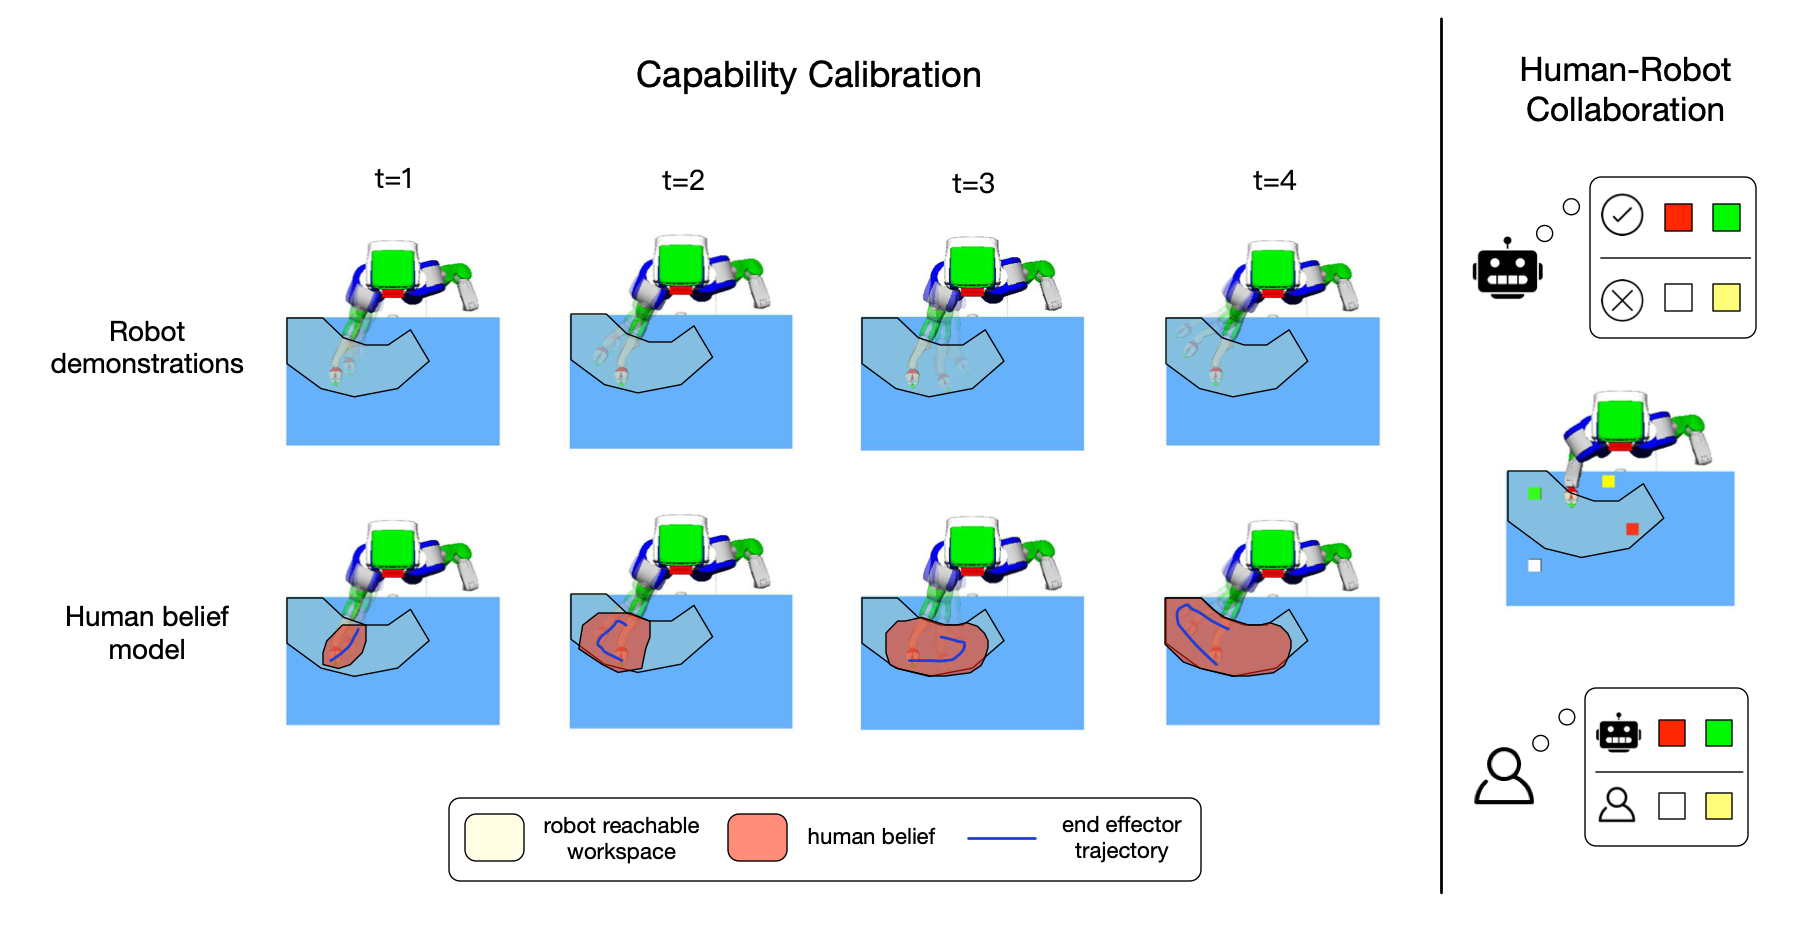 Capability Calibration
Human-Robot
Collaboration
t=1
t=2
t=3
t=4
Robot
demonstrations
Human belief
model
robot reachable
workspace
human belief
end effector
trajectory